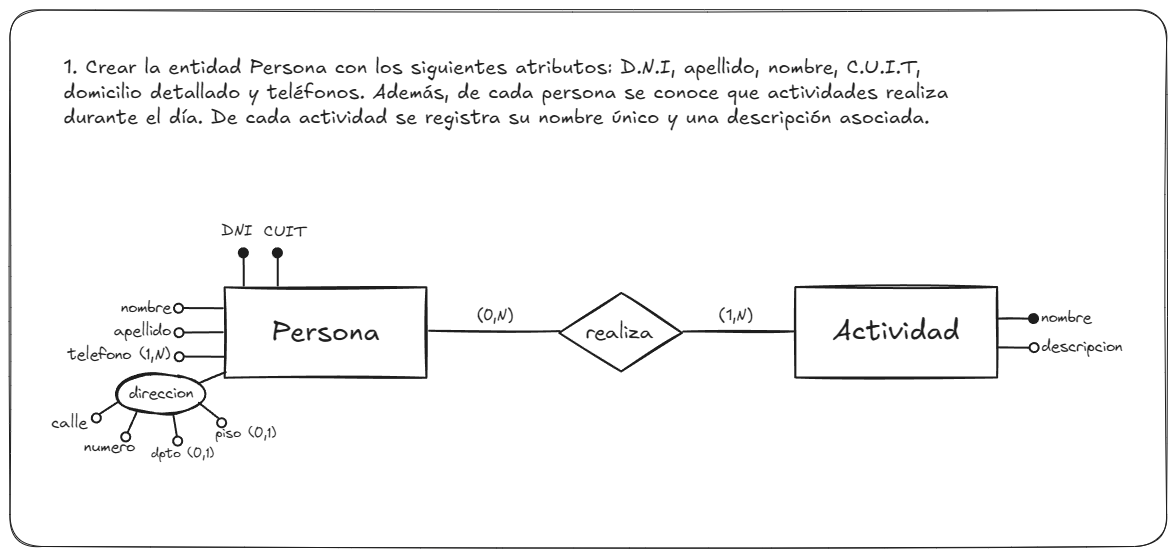 1. Crear la entidad Persona con los siguientes atributos: D.N.I, apellido, nombre, C.U.I.T,
domicilio detallado y teléfonos. Además, de cada persona se conoce que actividades realiza
durante el día. De cada actividad se registra su nombre único y una descripción asociada.
DNI CUIT
nombre
apellido
telefono (1,N)
direccion
calle
numero
dpto (0,1)
piso (0,1)
Persona
(0,N)
realiza
(1,N)
Actividad
nombre
descripcion